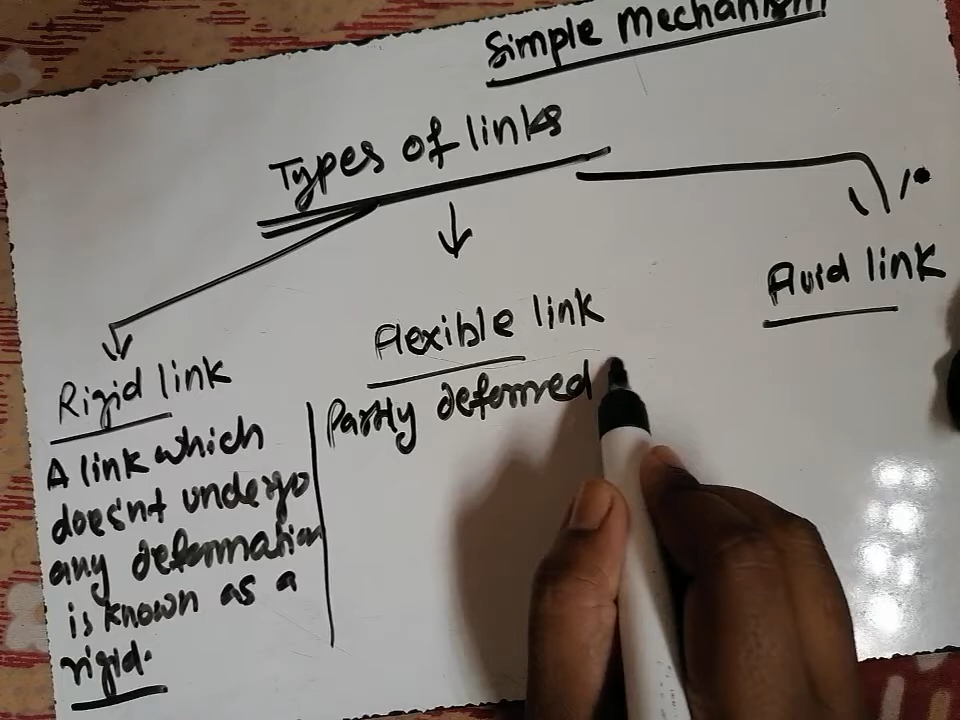 Simple Mechanism
Types of links
Rigid link
A link which
doesn't undergo
any deformation
is known as a
rigid.
Flexible link
Partly deformed
Fluid link